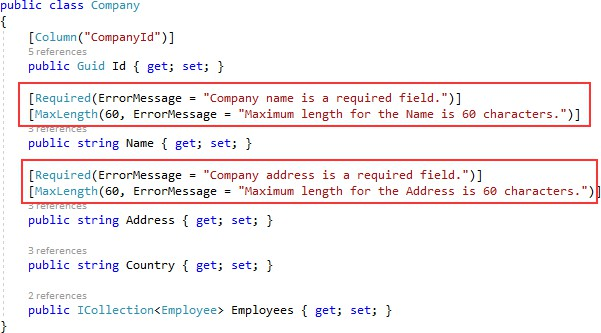 public class Company
{
[Column("CompanyId")]
5 references
public Guid Id { get; set; }
[Required(ErrorMessage = "Company name is a required field.")]
[MaxLength(60, ErrorMessage = "Maximum length for the Name is 60 characters.")]
3 references
public string Name { get; set; }
[Required(ErrorMessage = "Company address is a required field.")]
[MaxLength(60, ErrorMessage = "Maximum length for the Address is 60 characters.")]
3 references
public string Address { get; set; }
3 references
public string Country { get; set; }
2 references
public ICollection<Employee> Employees { get; set; }
}